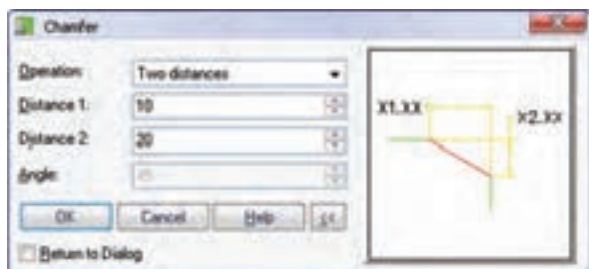 Chamfer
Operation: Two distances
Distance 1: 10
Distance 2: 20
Angle:
OK Cancel Help <<
Return to Dialog
X1.XX
X2.XX